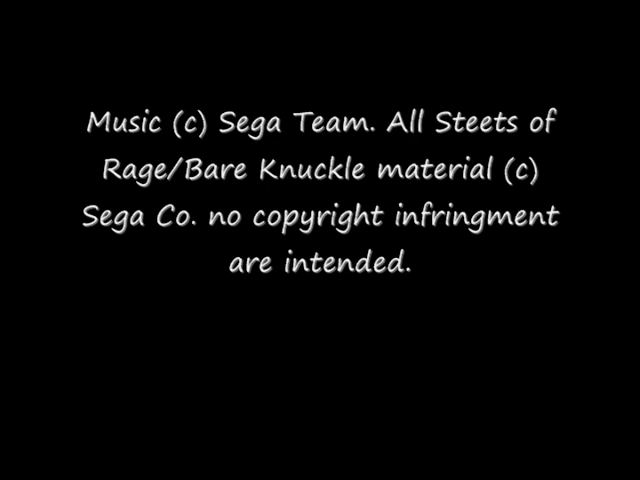 Music (c) Sega Team. All Steets of
Rage/Bare Knuckle material (c)
Sega Co. no copyright infringment
are intended.